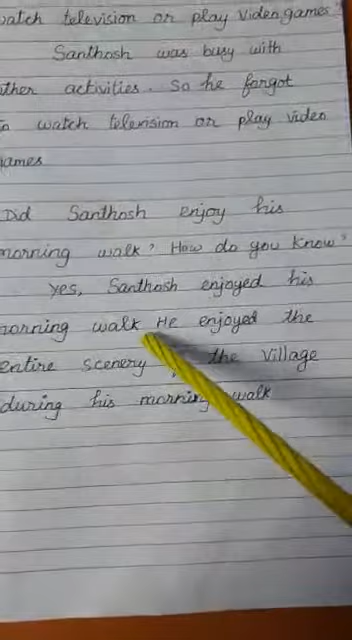 watch television or play Videogames?
Santhosh was busy with
other activities. So he forgot
to watch television or play video
games
Did Santhosh enjoy his
morning walk? How do you know?
yes, Santhosh enjoyed his
morning walk He enjoyed the
entire scenery the Village
during his morning walk